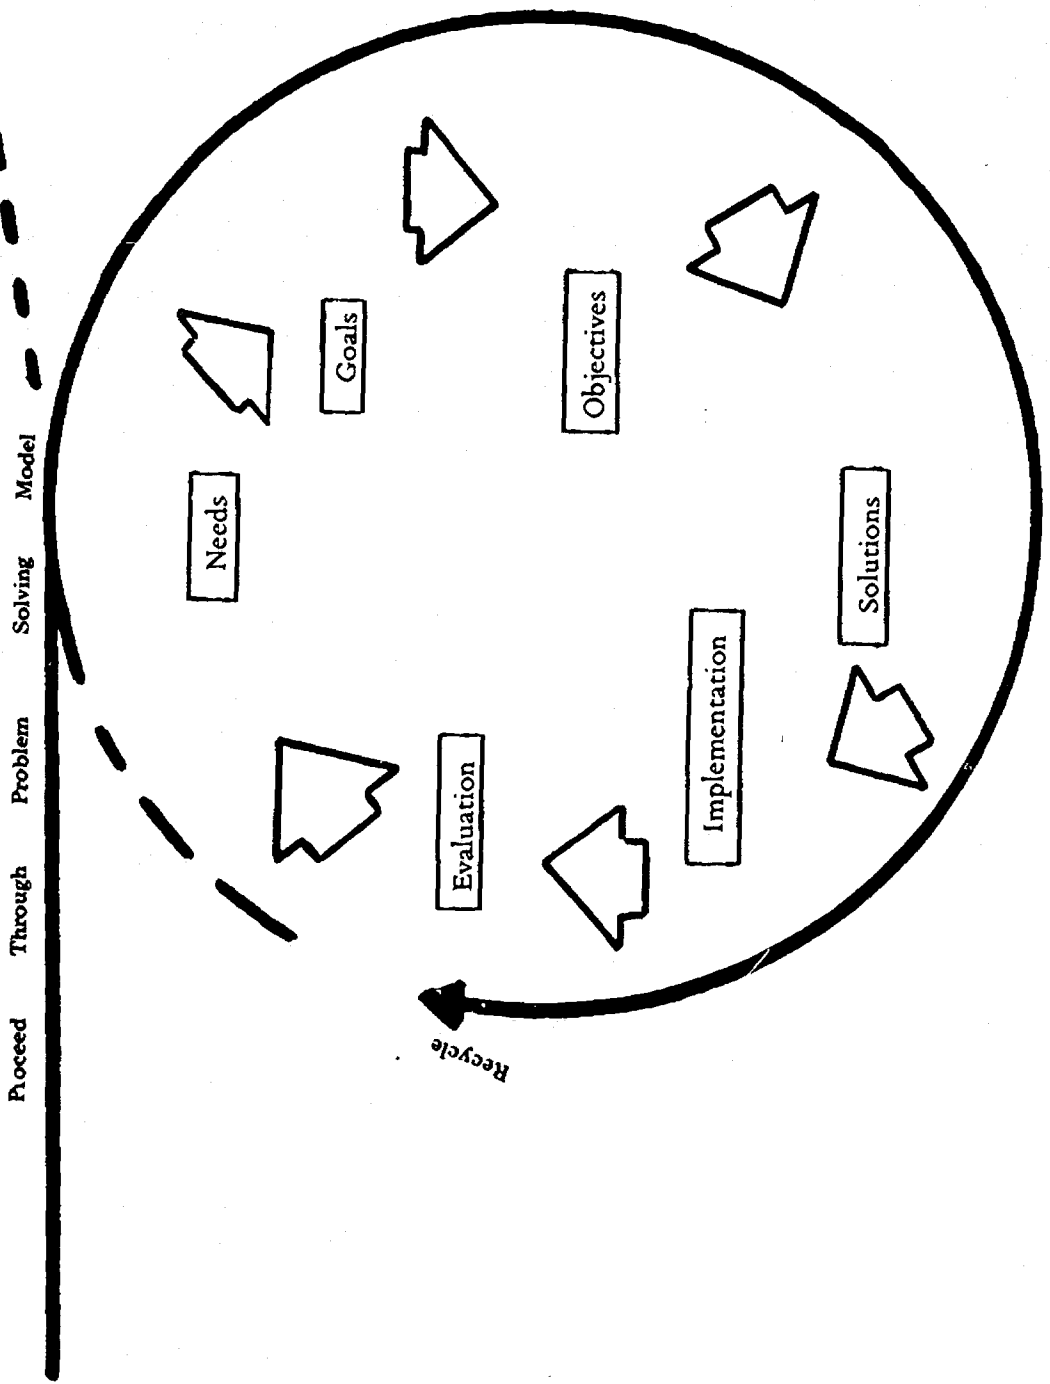 Proceed Through Problem Solving Model
Needs
Goals
Objectives
Solutions
Implementation
Evaluation
Recycle